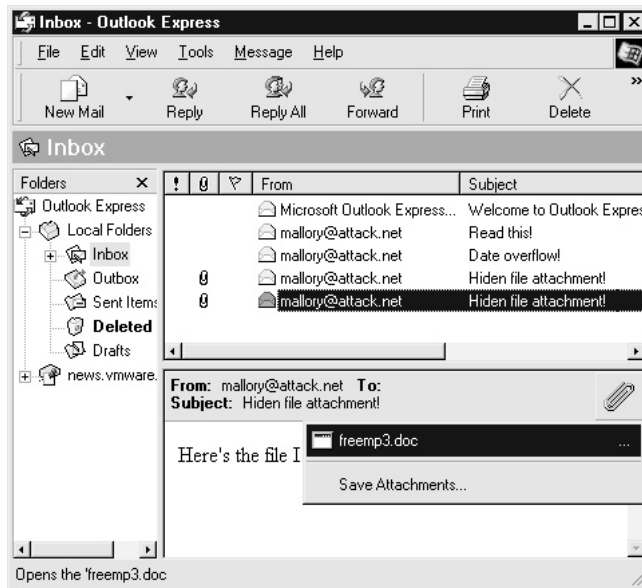 Inbox - Outlook Express
File Edit View Tools Message Help
New Mail Reply Reply All Forward Print Delete »
Inbox
Folders × ! From Subject
Outlook Express
Local Folders
Inbox
Outbox
Sent Items
Deleted
Drafts
news.vmware.
Microsoft Outlook Express... Welcome to Outlook Expres
mallory@attack.net Read this!
mallory@attack.net Date overflow!
mallory@attack.net Hiden file attachment!
mallory@attack.net Hiden file attachment!
From: mallory@attack.net To:
Subject: Hiden file attachment!
Here's the file I
freemp3.doc ...
Save Attachments...
Opens the 'freemp3.doc